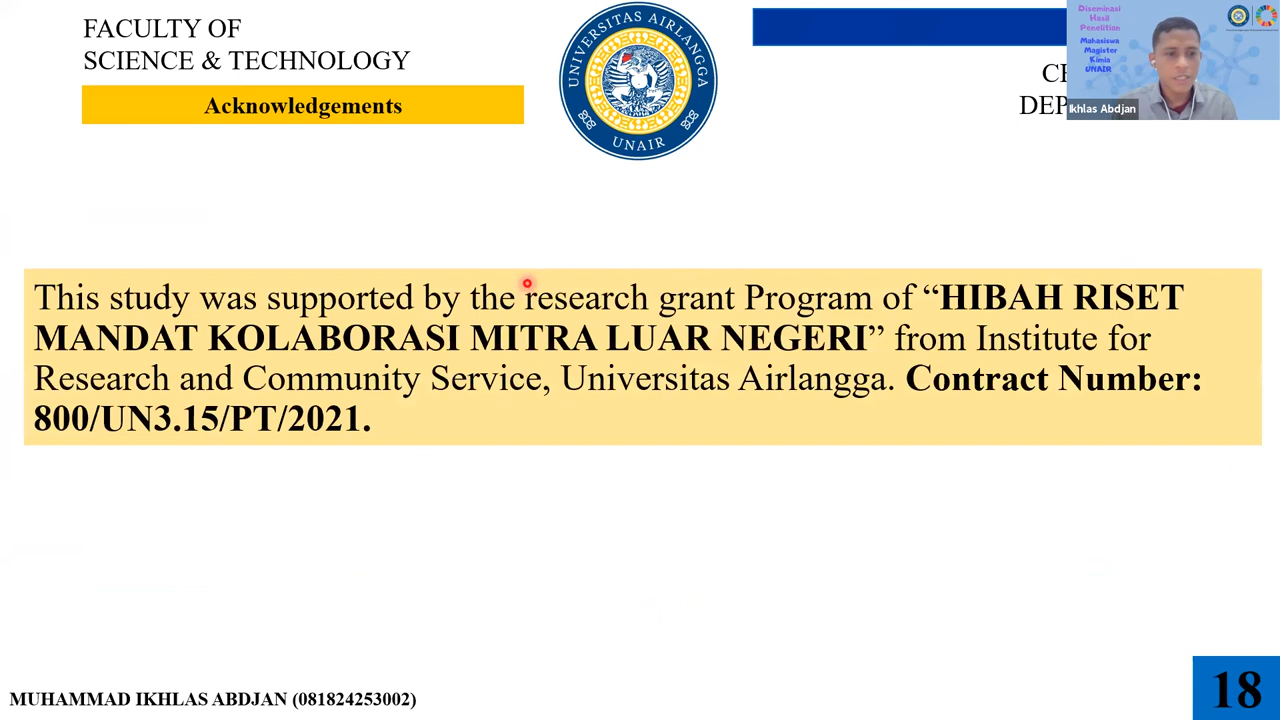 FACULTY OF
SCIENCE & TECHNOLOGY
Acknowledgements
UNIVERSITAS AIRLANGGA
UNAIR
Diseminasi
Hasil
Penelitian
Mahasiswa
Magister
Kimia
UNAIR
Ikhlas Abdjan
This study was supported by the research grant Program of “HIBAH RISET
MANDAT KOLABORASI MITRA LUAR NEGERI” from Institute for
Research and Community Service, Universitas Airlangga. Contract Number:
800/UN3.15/PT/2021.
MUHAMMAD IKHLAS ABDJAN (081824253002)
18